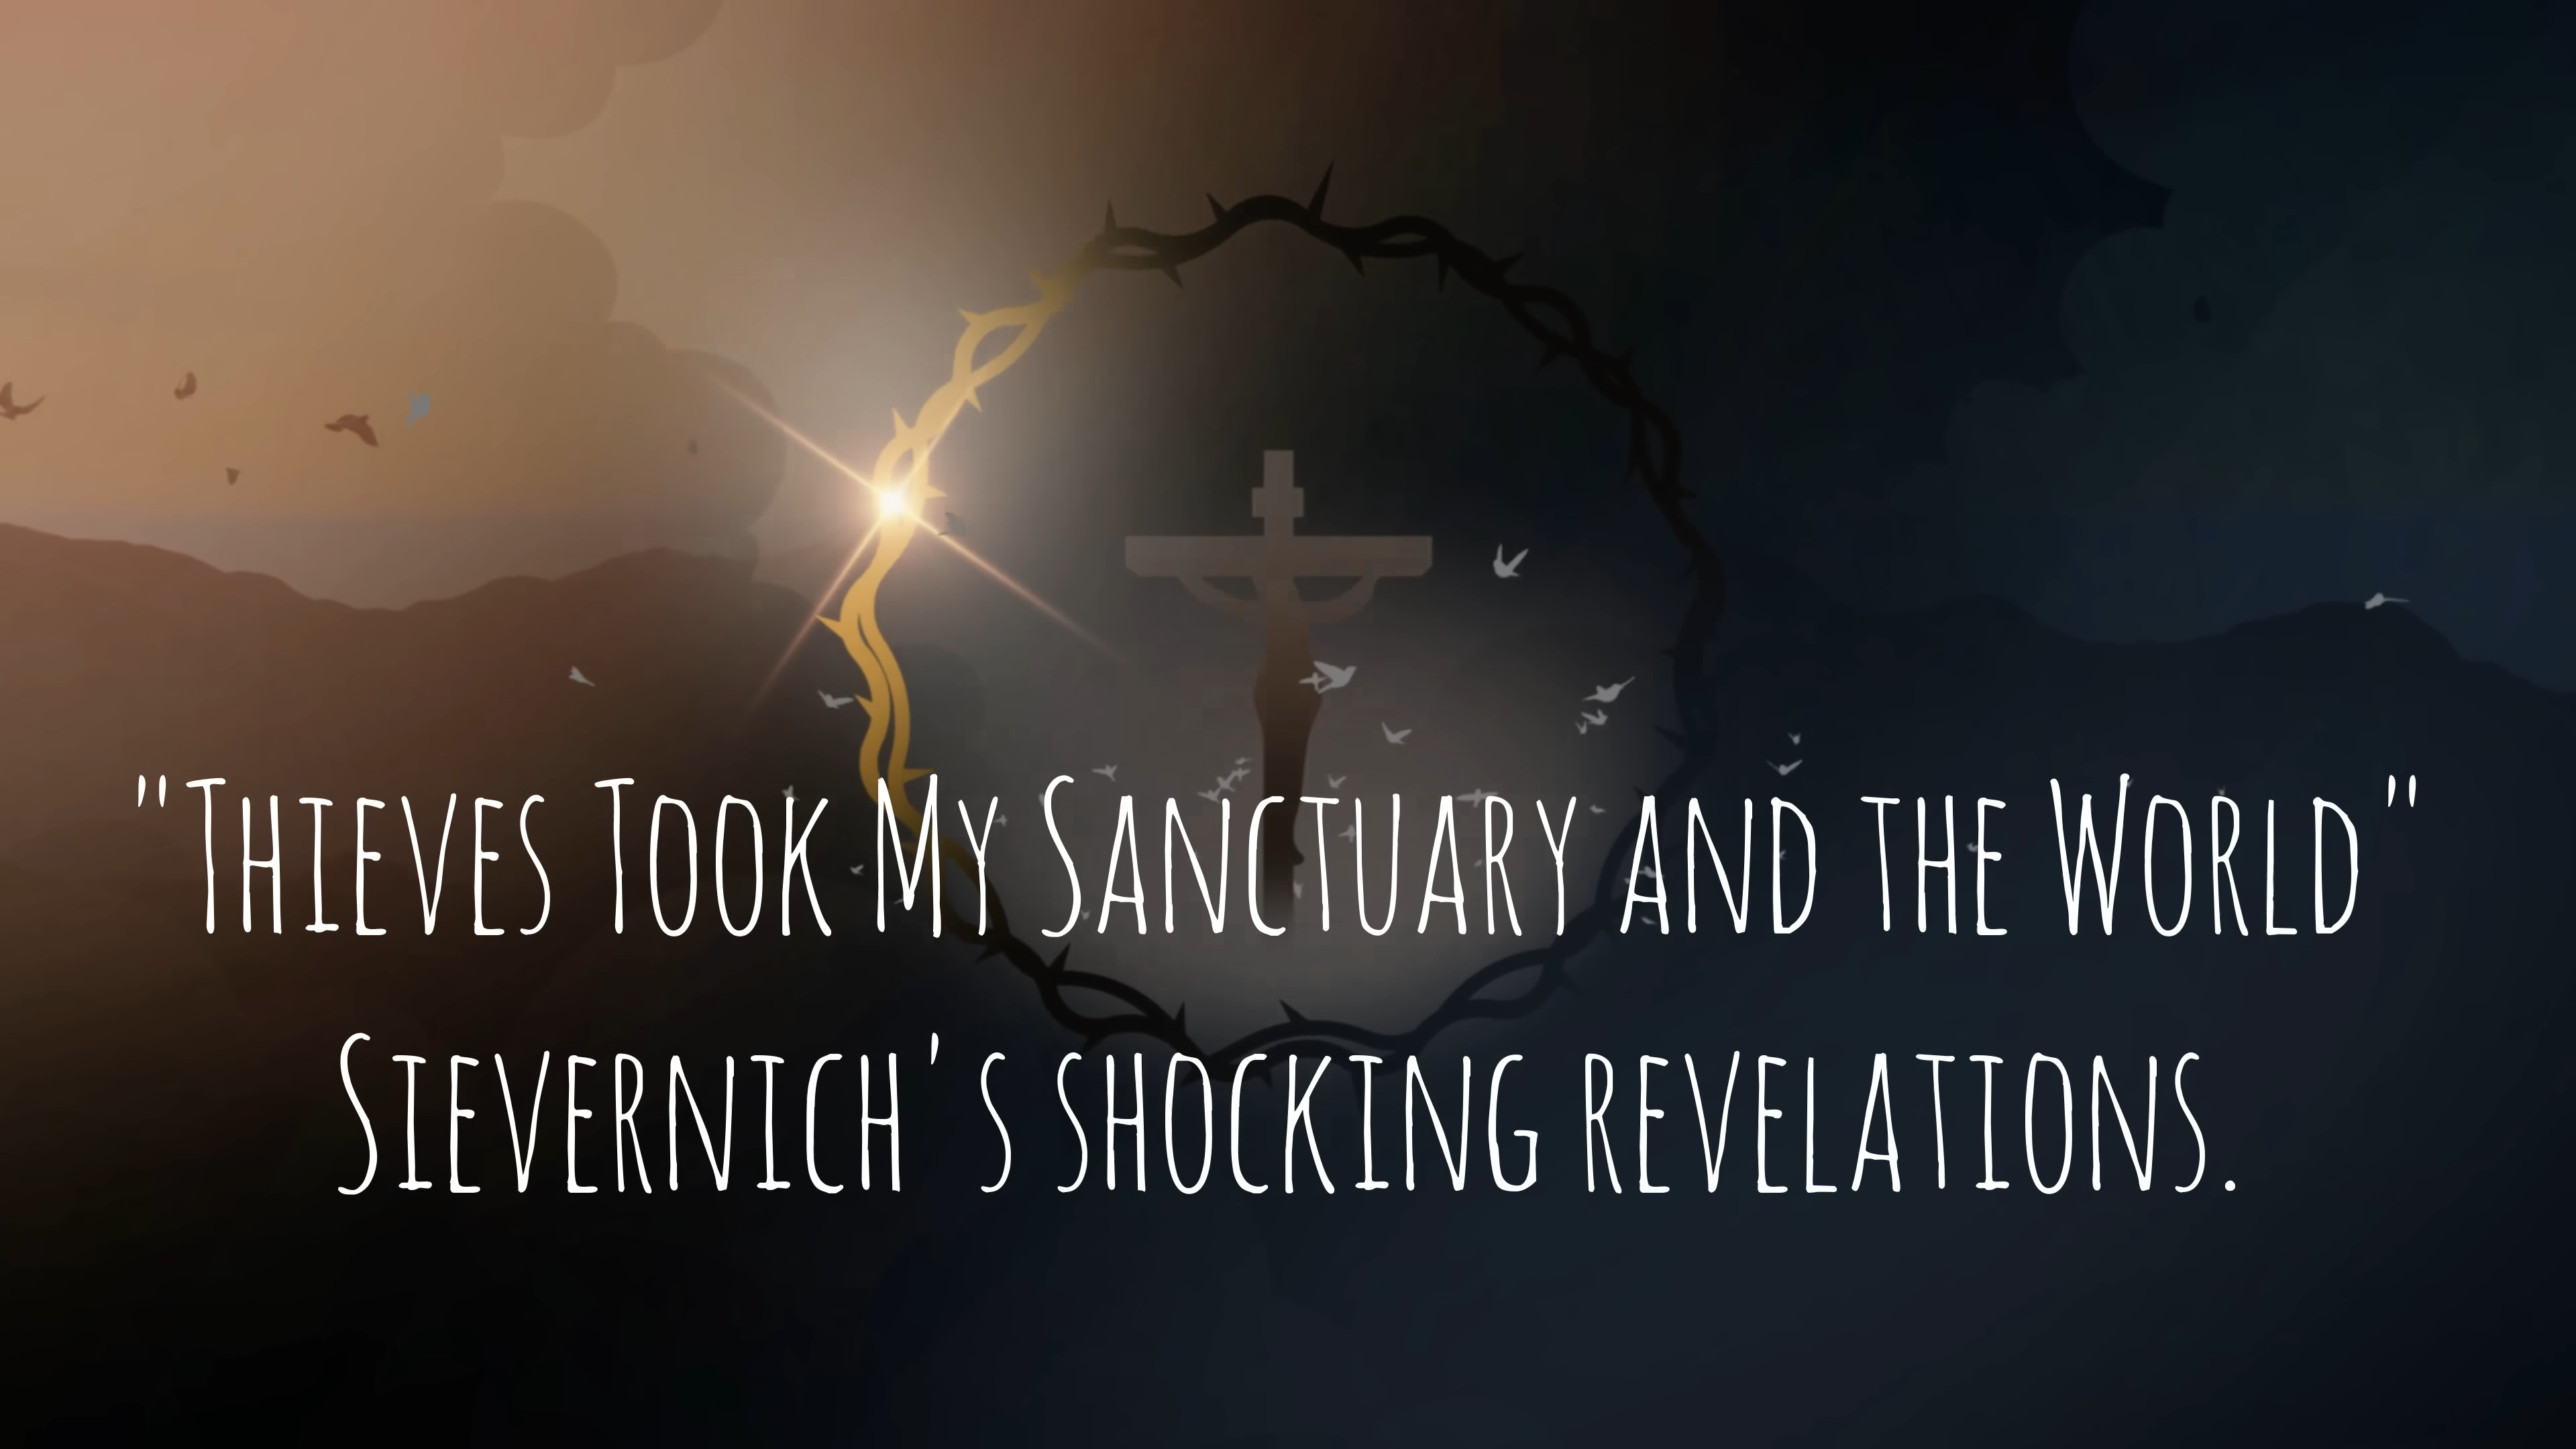 "Thieves Took My Sanctuary and the World"
Sievernich's shocking revelations.